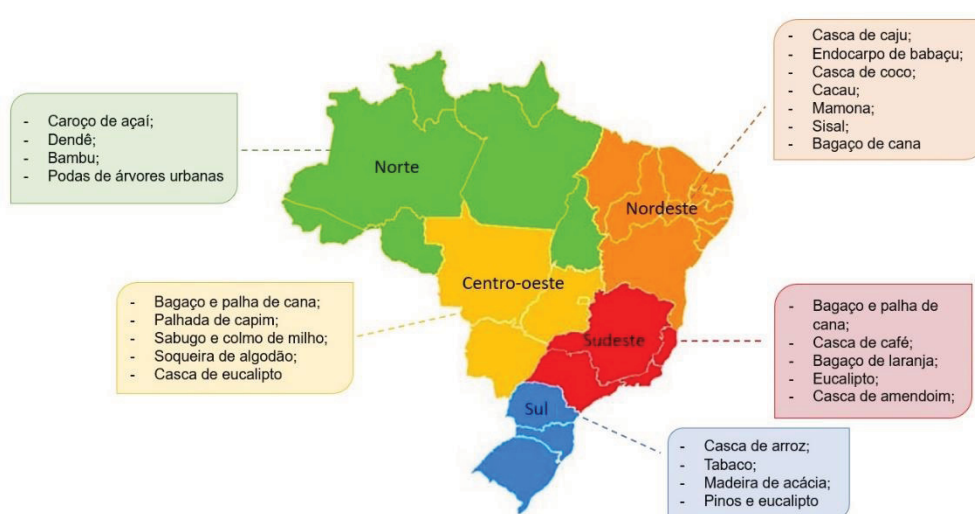 - Casca de caju;
- Endocarpo de babaçu;
- Casca de coco;
- Cacau;
- Mamona;
- Sisal;
- Bagaço de cana
- Caroço de açaí;
- Dendê;
- Bambu;
- Podas de árvores urbanas
Norte
Nordeste
Centro-oeste
- Bagaço e palha de cana;
- Palhada de capim;
- Sabugo e colmo de milho;
- Soqueira de algodão;
- Casca de eucalipto
Sudeste
- Bagaço e palha de
cana;
- Casca de café;
- Bagaço de laranja;
- Eucalipto;
- Casca de amendoim;
Sul
- Casca de arroz;
- Tabaco;
- Madeira de acácia;
- Pinos e eucalipto